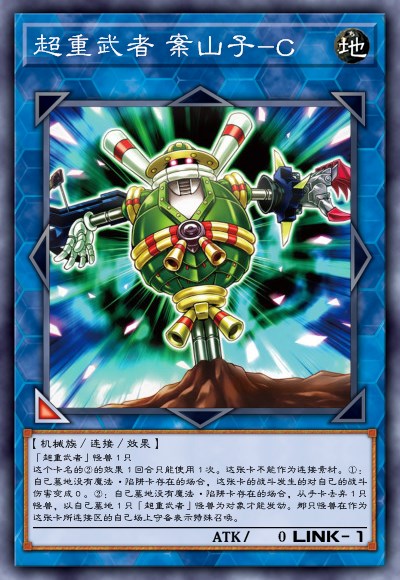 超重武者 案山子-C
地
【机械族／连接／效果】
「超重武者」怪兽1只
这个卡名的②的效果1回合只能使用1次。这张卡不能作为连接素材。①：
自己墓地没有魔法·陷阱卡存在的场合，这张卡的战斗发生的对自己的战斗
伤害变成0。②：自己墓地没有魔法·陷阱卡存在的场合，从手卡丢弃1只
怪兽，以自己墓地1只「超重武者」怪兽为对象才能发动。那只怪兽在作为
这张卡所连接区的自己场上守备表示特殊召唤。
ATK/ 0 LINK-1